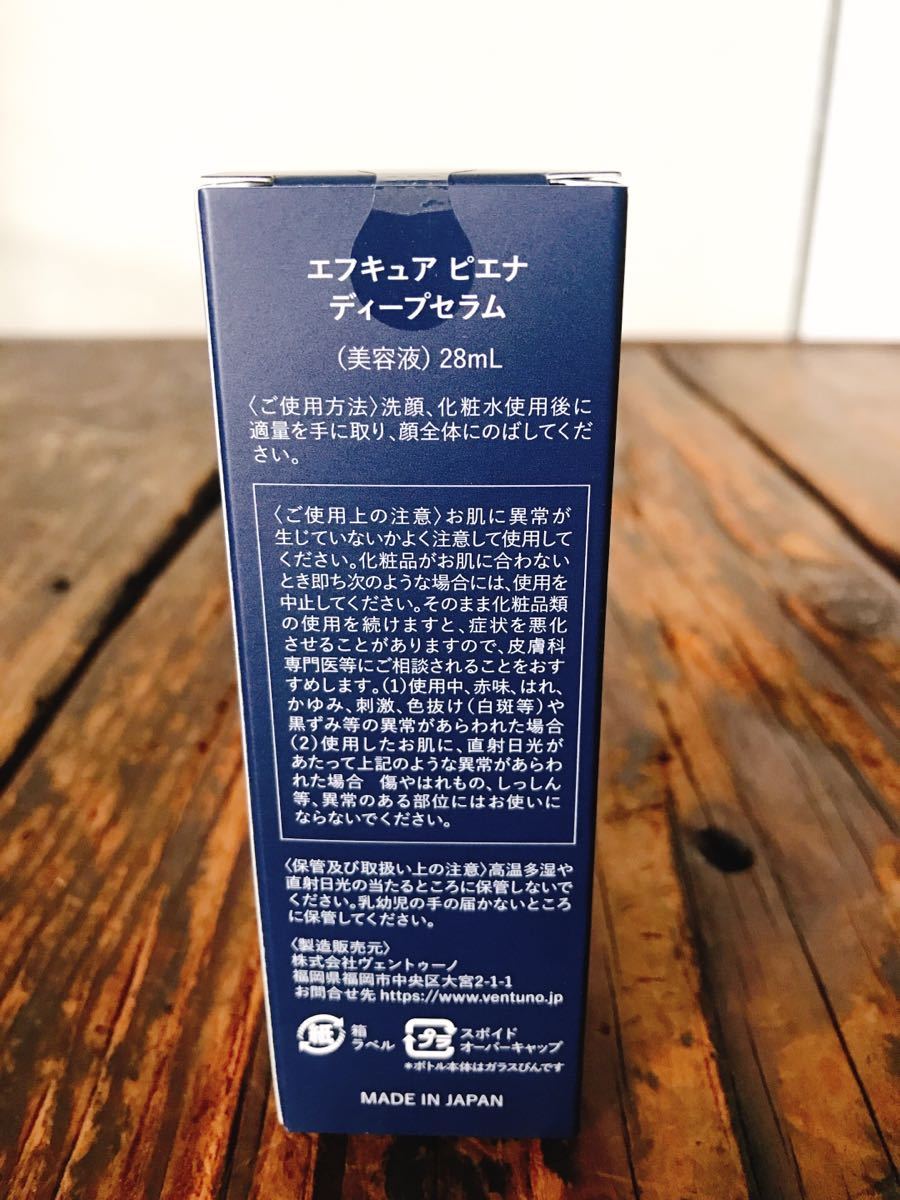 エフキュア ピエナ
ディープセラム
(美容液) 28mL
〈ご使用方法〉洗顔、化粧水使用後に
適量を手に取り、顔全体にのばしてくだ
さい。
〈ご使用上の注意〉お肌に異常が
生じていないかよく注意して使用して
ください。化粧品がお肌に合わない
とき即ち次のような場合には、使用を
中止してください。そのまま化粧品類
の使用を続けますと、症状を悪化
させることがありますので、皮膚科
専門医等にご相談されることをおす
すめします。(1)使用中、赤味、はれ、
かゆみ、刺激、色抜け(白斑等)や
黒ずみ等の異常があらわれた場合
(2)使用したお肌に、直射日光が
あたって上記のような異常があらわ
れた場合　傷やはれもの、しっしん
等、異常のある部位にはお使いに
ならないでください。
〈保管及び取扱い上の注意〉高温多湿や
直射日光の当たるところに保管しないで
ください。乳幼児の手の届かないところ
に保管してください。
〈製造販売元〉
株式会社ヴェントゥーノ
福岡県福岡市中央区大宮2-1-1
お問合せ先 https://www.ventuno.jp
紙 箱 プラ スポイド
ラベル オーバーキャップ
*ボトル本体はガラスびんです
MADE IN JAPAN